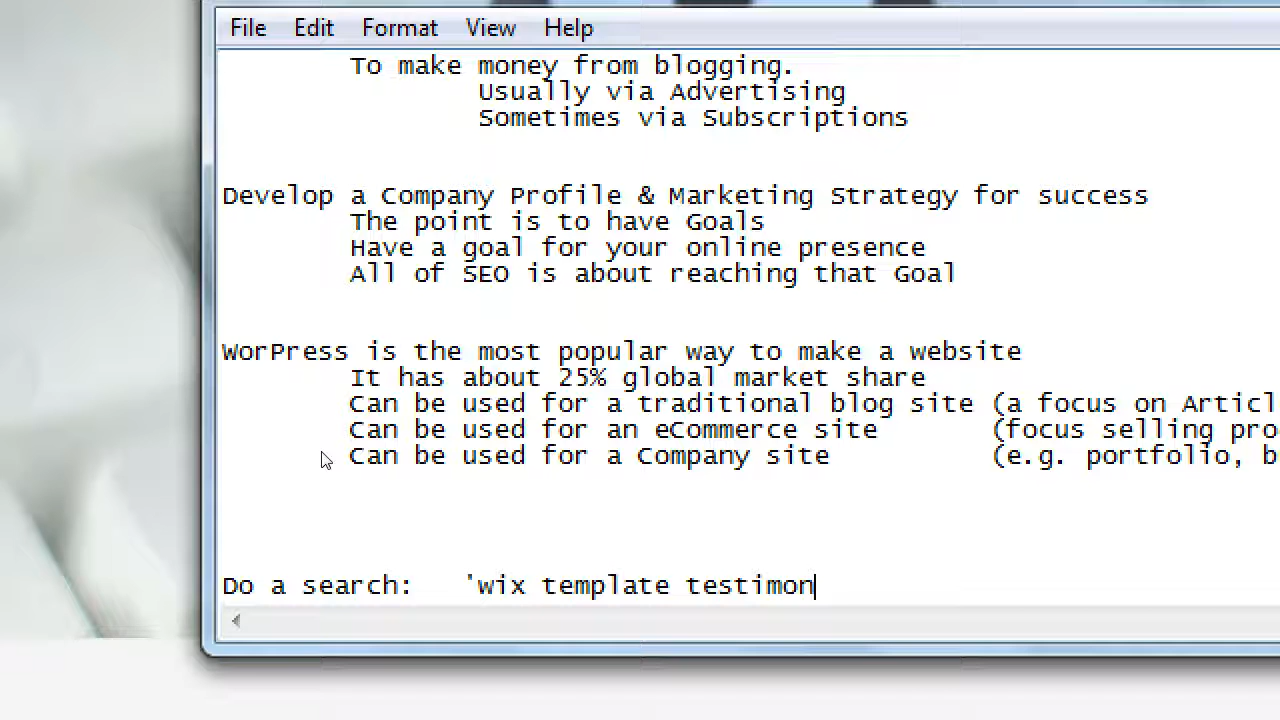 File Edit Format View Help
To make money from blogging.
Usually via Advertising
Sometimes via Subscriptions
Develop a Company Profile & Marketing Strategy for success
The point is to have Goals
Have a goal for your online presence
All of SEO is about reaching that Goal
WorPress is the most popular way to make a website
It has about 25% global market share
Can be used for a traditional blog site (a focus on Articl
Can be used for an eCommerce site (focus selling pro
Can be used for a Company site (e.g. portfolio, b
Do a search: 'wix template testimon